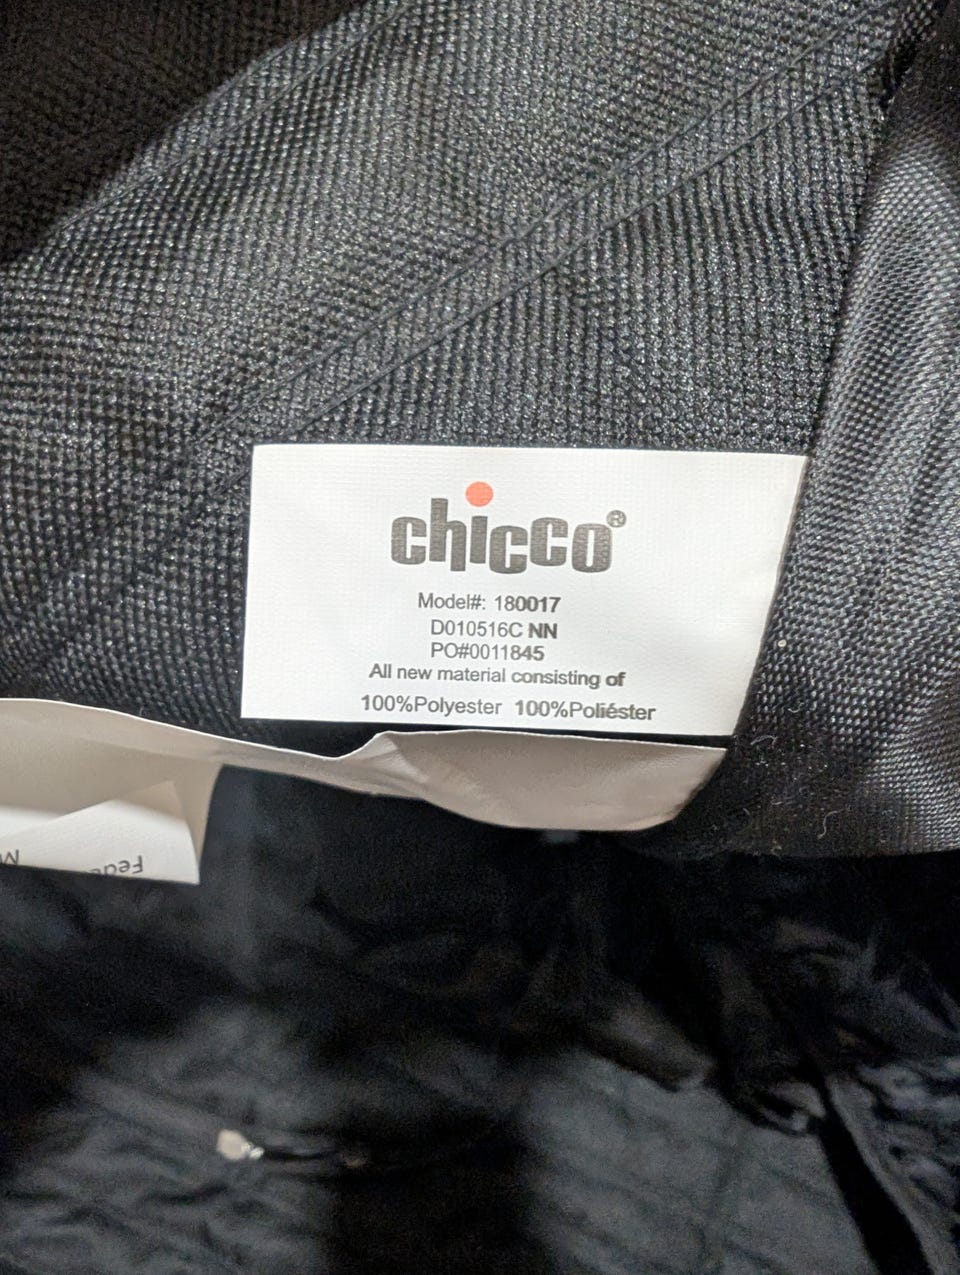 chicco®
Model#: 180017
D010516C NN
PO#0011845
All new material consisting of
100%Polyester 100%Poliéster